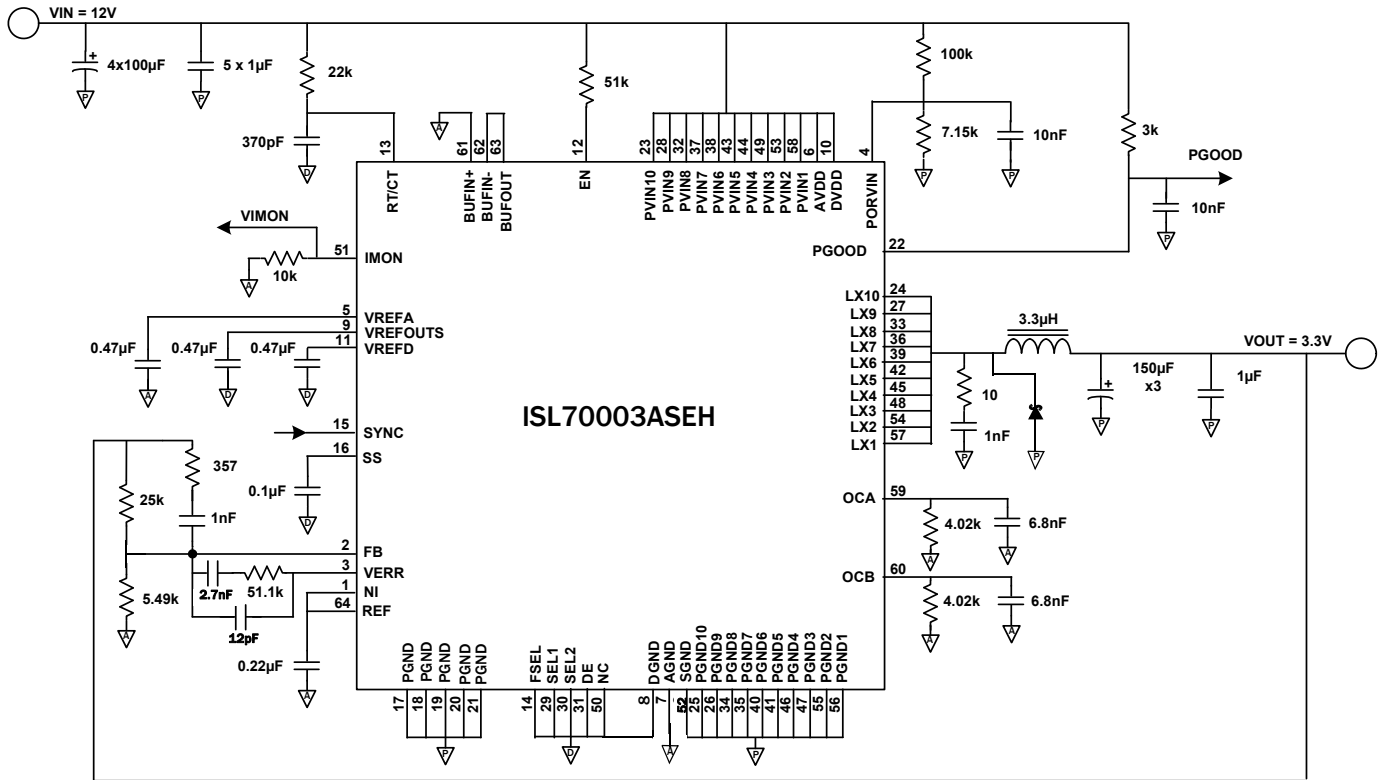 VIN = 12V
4x100µF
5 x 1µF
22k
370pF
D
51k
100k
7.15k
10nF
3k
PGOOD
10nF
P
P
P
P
P
A
13
61
62
63
12
23
28
32
37
38
43
44
49
53
58
6
10
4
RT/CT
BUFIN+
BUFIN-
BUFOUT
EN
PVIN10
PVIN9
PVIN8
PVIN7
PVIN6
PVIN5
PVIN4
PVIN3
PVIN2
PVIN1
AVDD
DVDD
PORVIN
VIMON
51
IMON
10k
A
PGOOD
22
5
VREFA
9
VREFOUTS
11
VREFD
0.47µF
0.47µF
0.47µF
A
D
D
LX10
24
LX9
27
LX8
33
LX7
36
LX6
39
LX5
42
LX4
45
LX3
48
LX2
54
LX1
57
3.3µH
VOUT = 3.3V
10
1nF
150µF
x3
1µF
P
P
P
P
ISL70003ASEH
15
SYNC
16
SS
0.1µF
D
357
25k
1nF
2
FB
3
VERR
1
NI
64
REF
2.7nF
51.1k
12pF
5.49k
A
0.22µF
A
OCA
59
4.02k
6.8nF
A
A
OCB
60
4.02k
6.8nF
A
A
PGND
PGND
PGND
PGND
PGND
17
18
19
20
21
P
FSEL
SEL1
SEL2
DE
NC
14
29
30
31
50
D
DGND
AGND
SGND
PGND10
PGND9
PGND8
PGND7
PGND6
PGND5
PGND4
PGND3
PGND2
PGND1
8
7
52
25
26
34
35
40
41
46
47
55
56
A
P